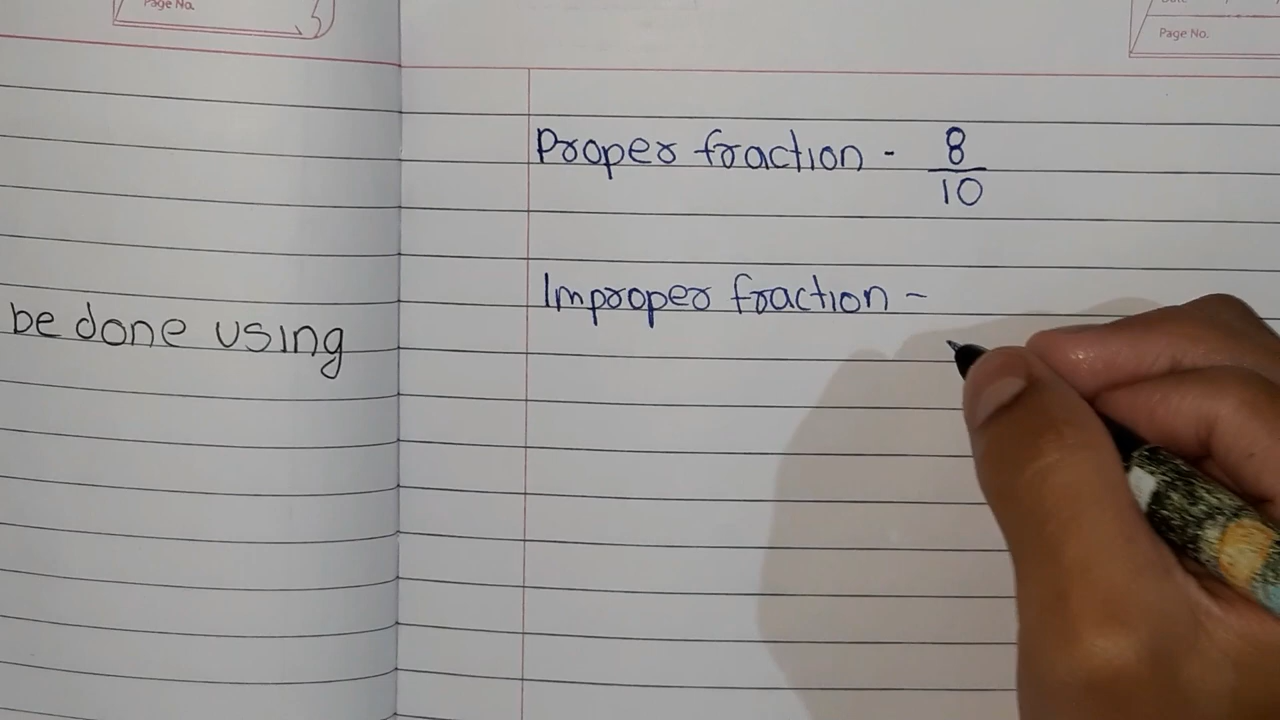 Page No.
be done using
Page No.
Proper fraction - 8/10
Improper fraction -